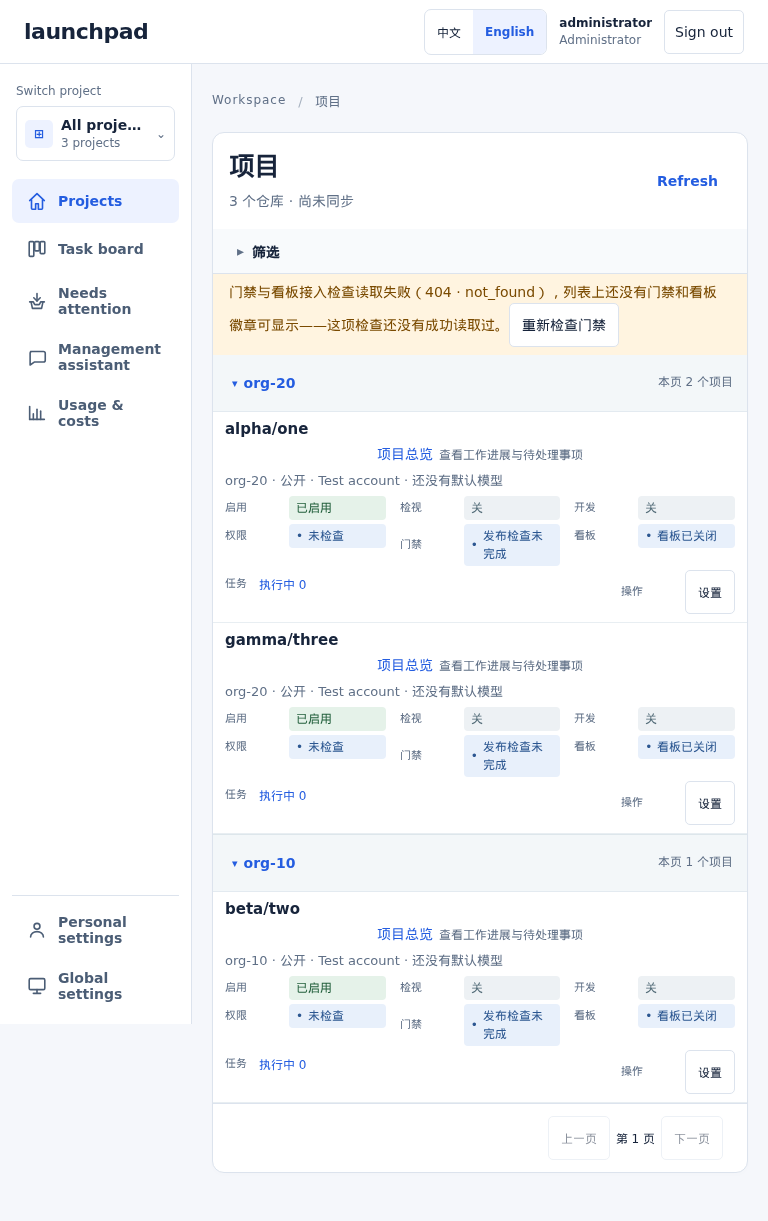 launchpad
中文
English
administrator
Administrator
Sign out
Switch project
All proje…
3 projects
Projects
Task board
Needs
attention
Management
assistant
Usage &
costs
Personal
settings
Global
settings
Workspace / 项目
项目
3 个仓库 · 尚未同步
Refresh
筛选
门禁与看板接入检查读取失败（404 · not_found），列表上还没有门禁和看板
徽章可显示——这项检查还没有成功读取过。 重新检查门禁
org-20
本页 2 个项目
alpha/one
项目总览 查看工作进展与待处理事项
org-20 · 公开 · Test account · 还没有默认模型
启用 已启用 检视 关 开发 关
权限 • 未检查 门禁 • 发布检查未
完成
看板 • 看板已关闭
任务 执行中 0 操作 设置
gamma/three
项目总览 查看工作进展与待处理事项
org-20 · 公开 · Test account · 还没有默认模型
启用 已启用 检视 关 开发 关
权限 • 未检查 门禁 • 发布检查未
完成
看板 • 看板已关闭
任务 执行中 0 操作 设置
org-10
本页 1 个项目
beta/two
项目总览 查看工作进展与待处理事项
org-10 · 公开 · Test account · 还没有默认模型
启用 已启用 检视 关 开发 关
权限 • 未检查 门禁 • 发布检查未
完成
看板 • 看板已关闭
任务 执行中 0 操作 设置
上一页 第 1 页 下一页